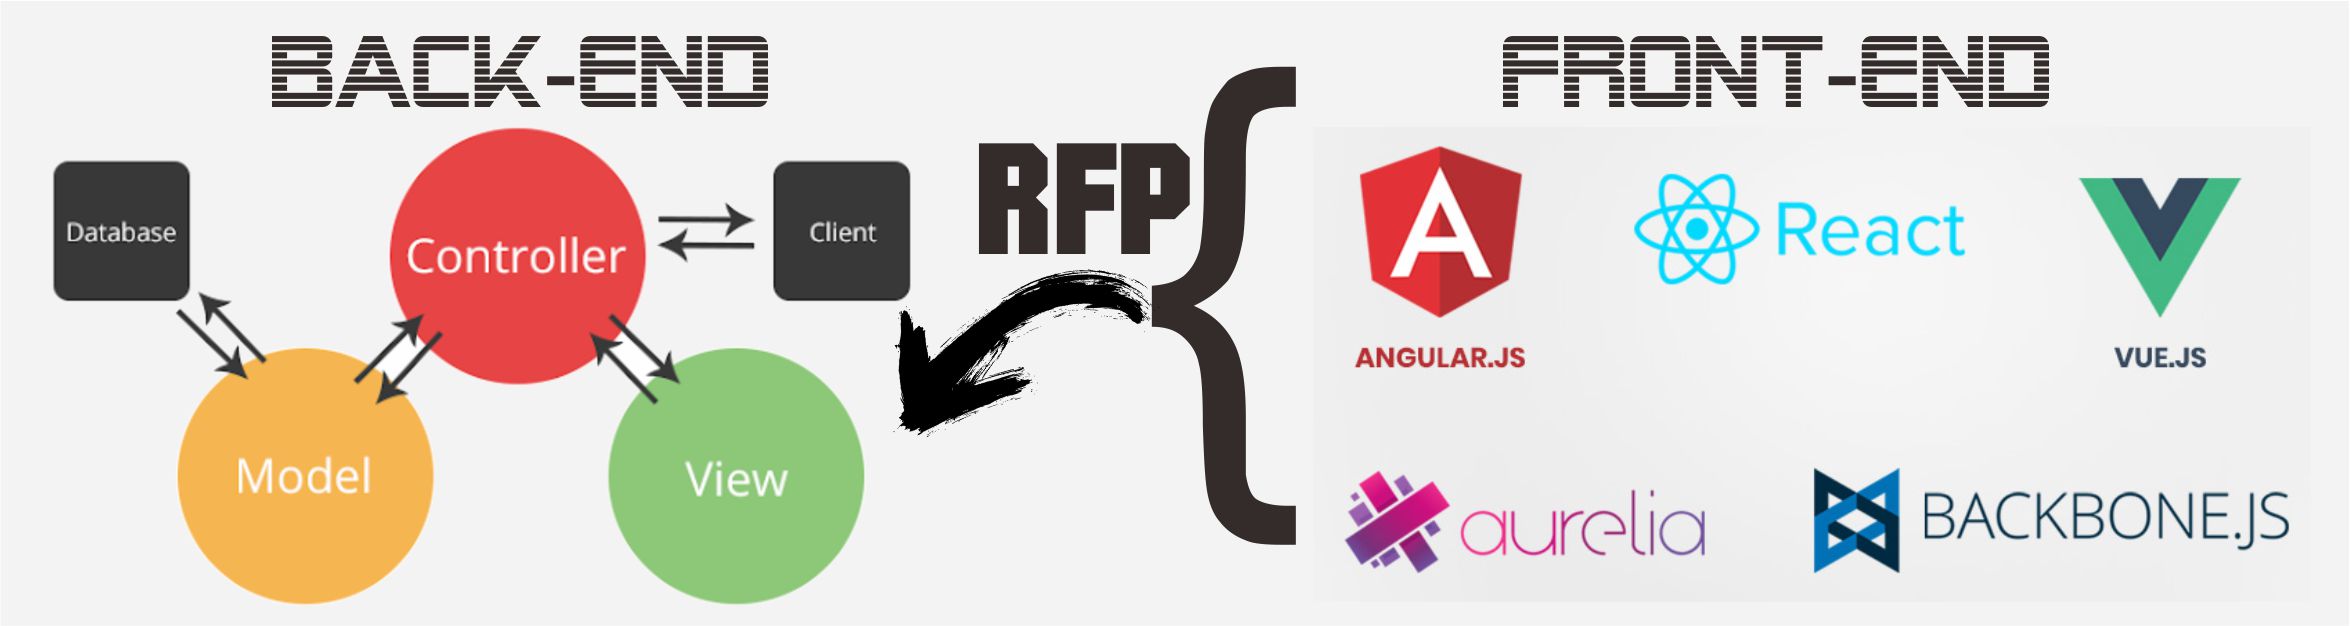 BACK-END
FRONT-END
Database
Controller
Client
Model
View
RFP
{
A
React
ANGULAR.JS
VUE.JS
aurelia
BACKBONE.JS